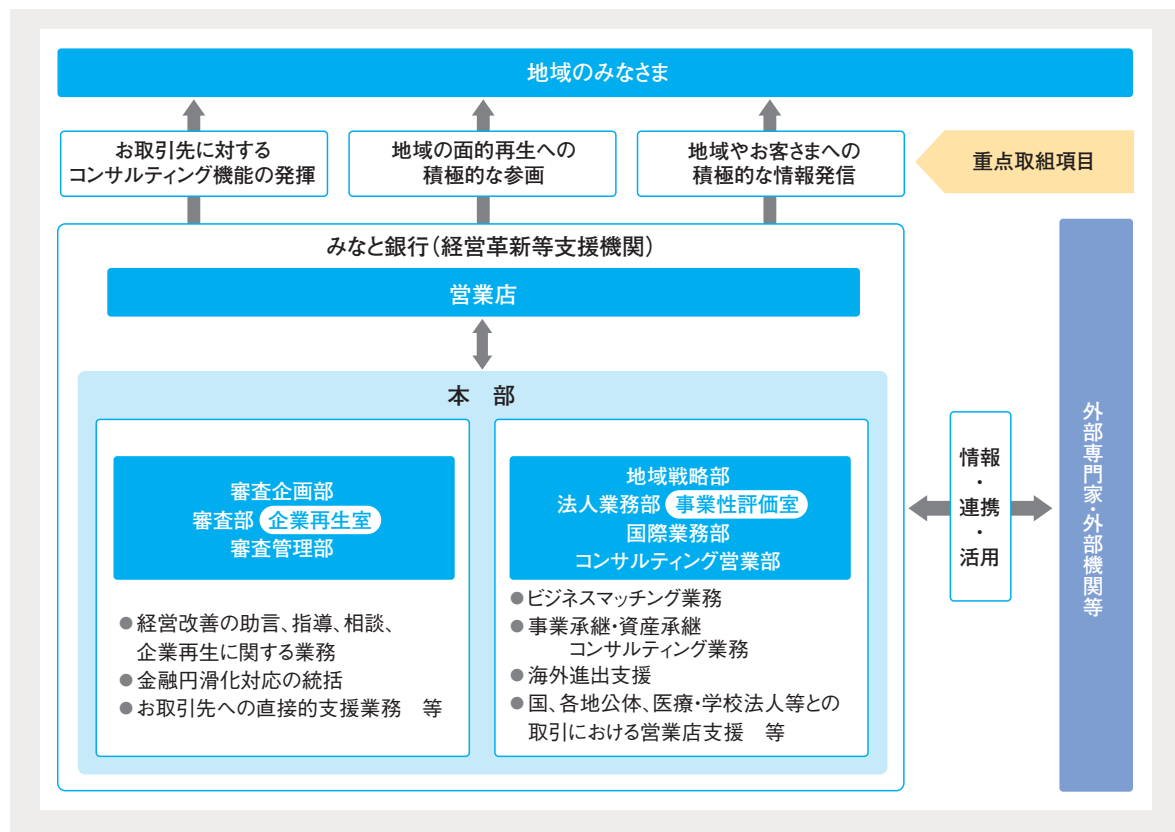 地域のみなさま
お取引先に対する
コンサルティング機能の発揮
地域の面的再生への
積極的な参画
地域やお客さまへの
積極的な情報発信
重点取組項目
みなと銀行(経営革新等支援機関)
営業店
本　部
審査企画部
審査部 企業再生室
審査管理部
●経営改善の助言、指導、相談、
企業再生に関する業務
●金融円滑化対応の統括
●お取引先への直接的支援業務　等
地域戦略部
法人業務部 事業性評価室
国際業務部
コンサルティング営業部
●ビジネスマッチング業務
●事業承継・資産承継
コンサルティング業務
●海外進出支援
●国、各地公体、医療・学校法人等との
取引における営業店支援　等
情報
・
連携
・
活用
外部専門家・外部機関等